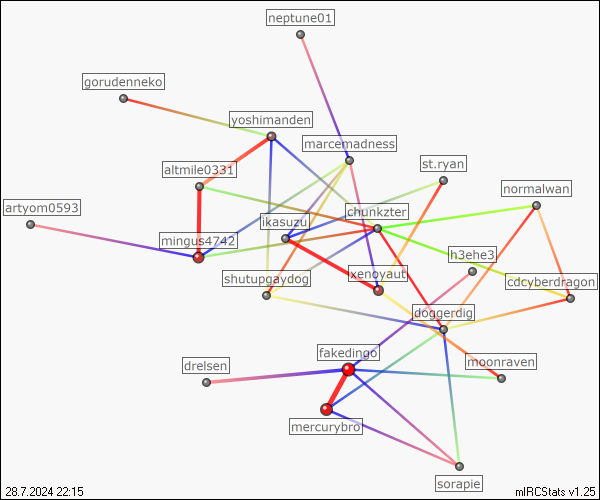 neptune01
gorudenneko
yoshimanden
marcemadness
st.ryan
altmile0331
normalwan
artyom0593
chunkzter
ikasuzu
mingus4742
h3ehe3
xenoyaut
shutupgaydog
cdcyberdragon
doggerdig
fakedingo
drelsen
moonraven
mercurybro
sorapie
28.7.2024 22:15
mIRCStats v1.25